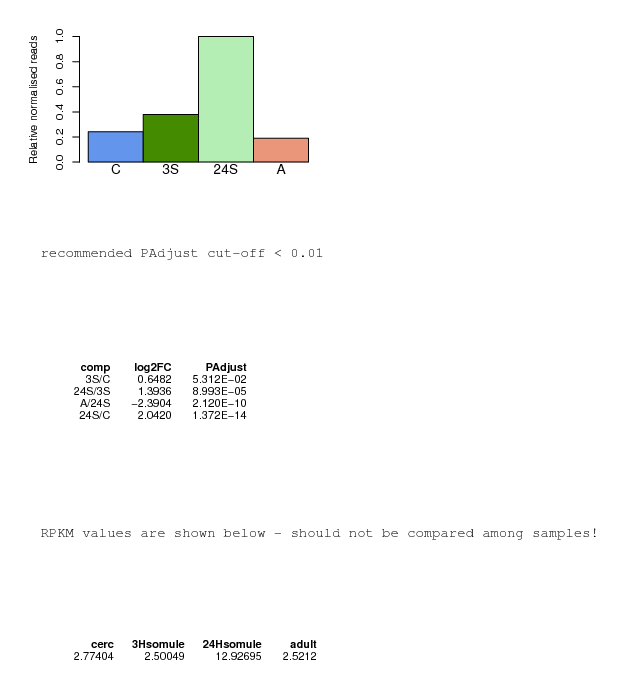 Relative normalised reads
1.0
0.8
0.6
0.4
0.2
0.0
C 3S 24S A
recommended PAdjust cut-off < 0.01
comp log2FC PAdjust
3S/C 0.6482 5.312E-02
24S/3S 1.3936 8.993E-05
A/24S -2.3904 2.120E-10
24S/C 2.0420 1.372E-14
RPKM values are shown below - should not be compared among samples!
cerc 3Hsomule 24Hsomule adult
2.77404 2.50049 12.92695 2.5212